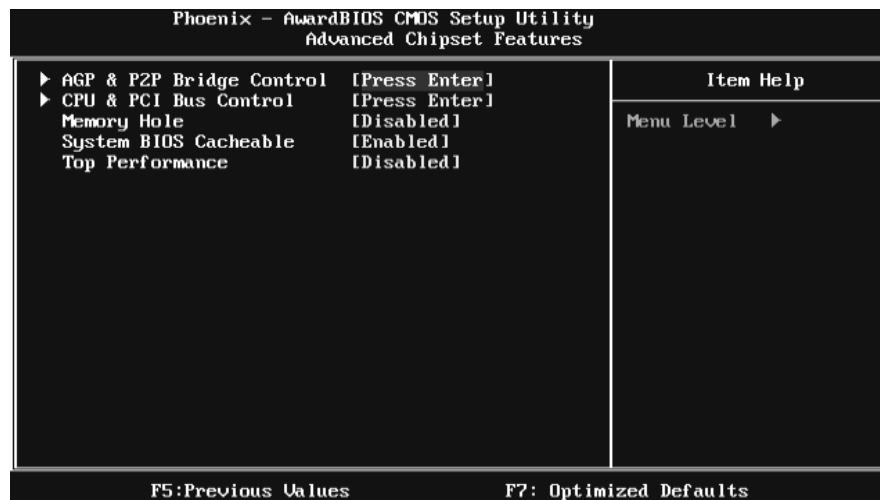 Phoenix - AwardBIOS CMOS Setup Utility
Advanced Chipset Features
AGP & P2P Bridge Control [Press Enter]
CPU & PCI Bus Control [Press Enter]
Memory Hole [Disabled]
System BIOS Cacheable [Enabled]
Top Performance [Disabled]
Item Help
Menu Level
F5:Previous Values F7: Optimized Defaults